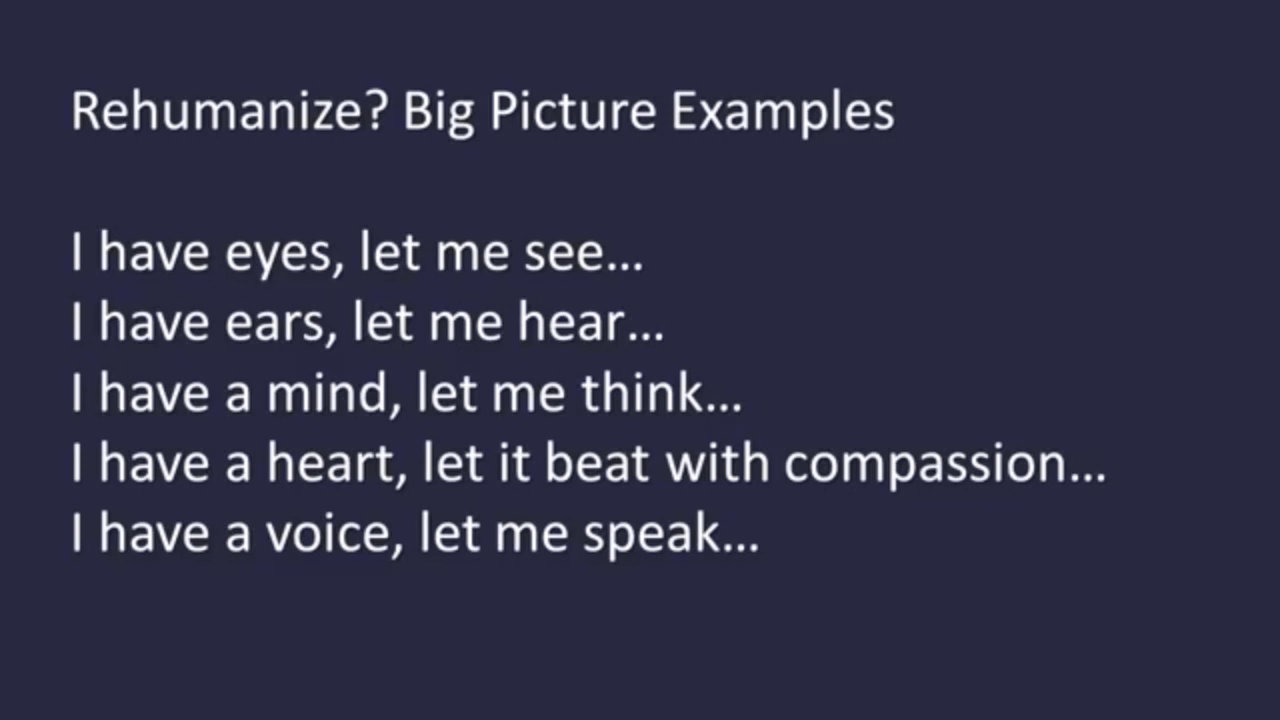 Rehumanize? Big Picture Examples
I have eyes, let me see...
I have ears, let me hear...
I have a mind, let me think...
I have a heart, let it beat with compassion...
I have a voice, let me speak...